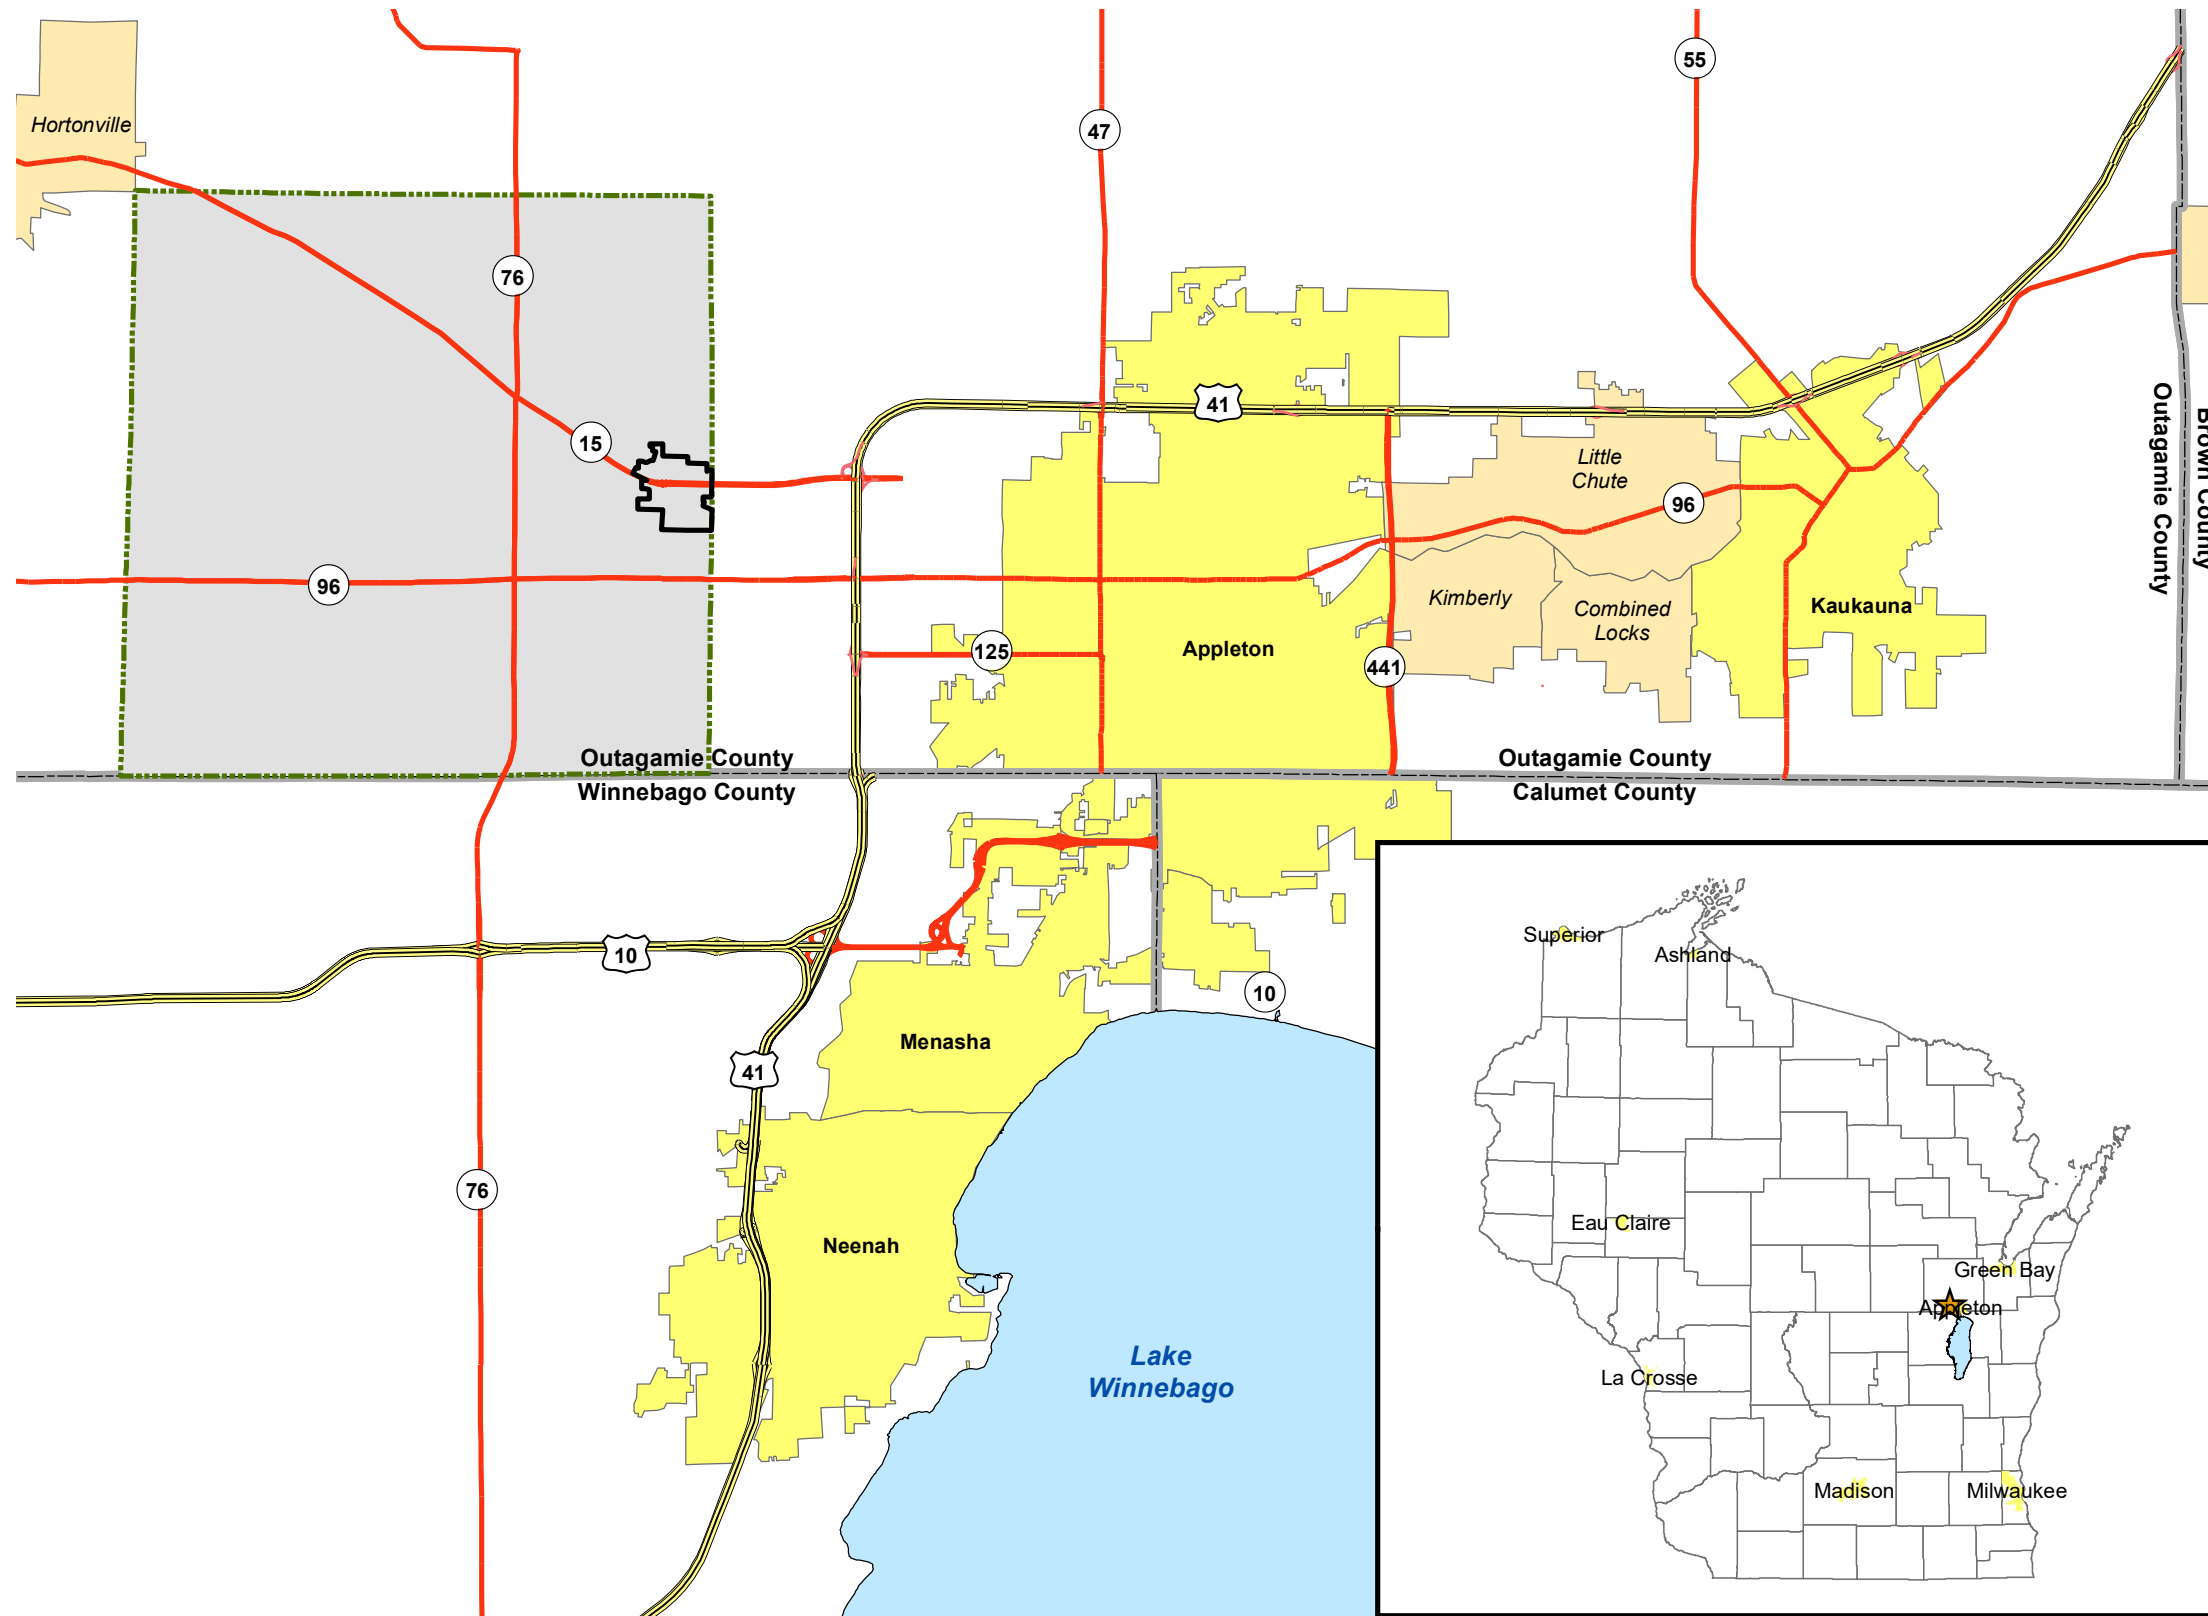 55
47
Hortonville
76
41
Outagamie County
Brown County
15
Little
Chute
96
96
Kimberly
Combined
Locks
Kaukauna
125
Appleton
441
Outagamie County
Winnebago County
Outagamie County
Calumet County
10
10
Menasha
41
76
Neenah
Lake
Winnebago
Superior
Ashland
Eau Claire
Green Bay
Appleton
La Crosse
Madison
Milwaukee